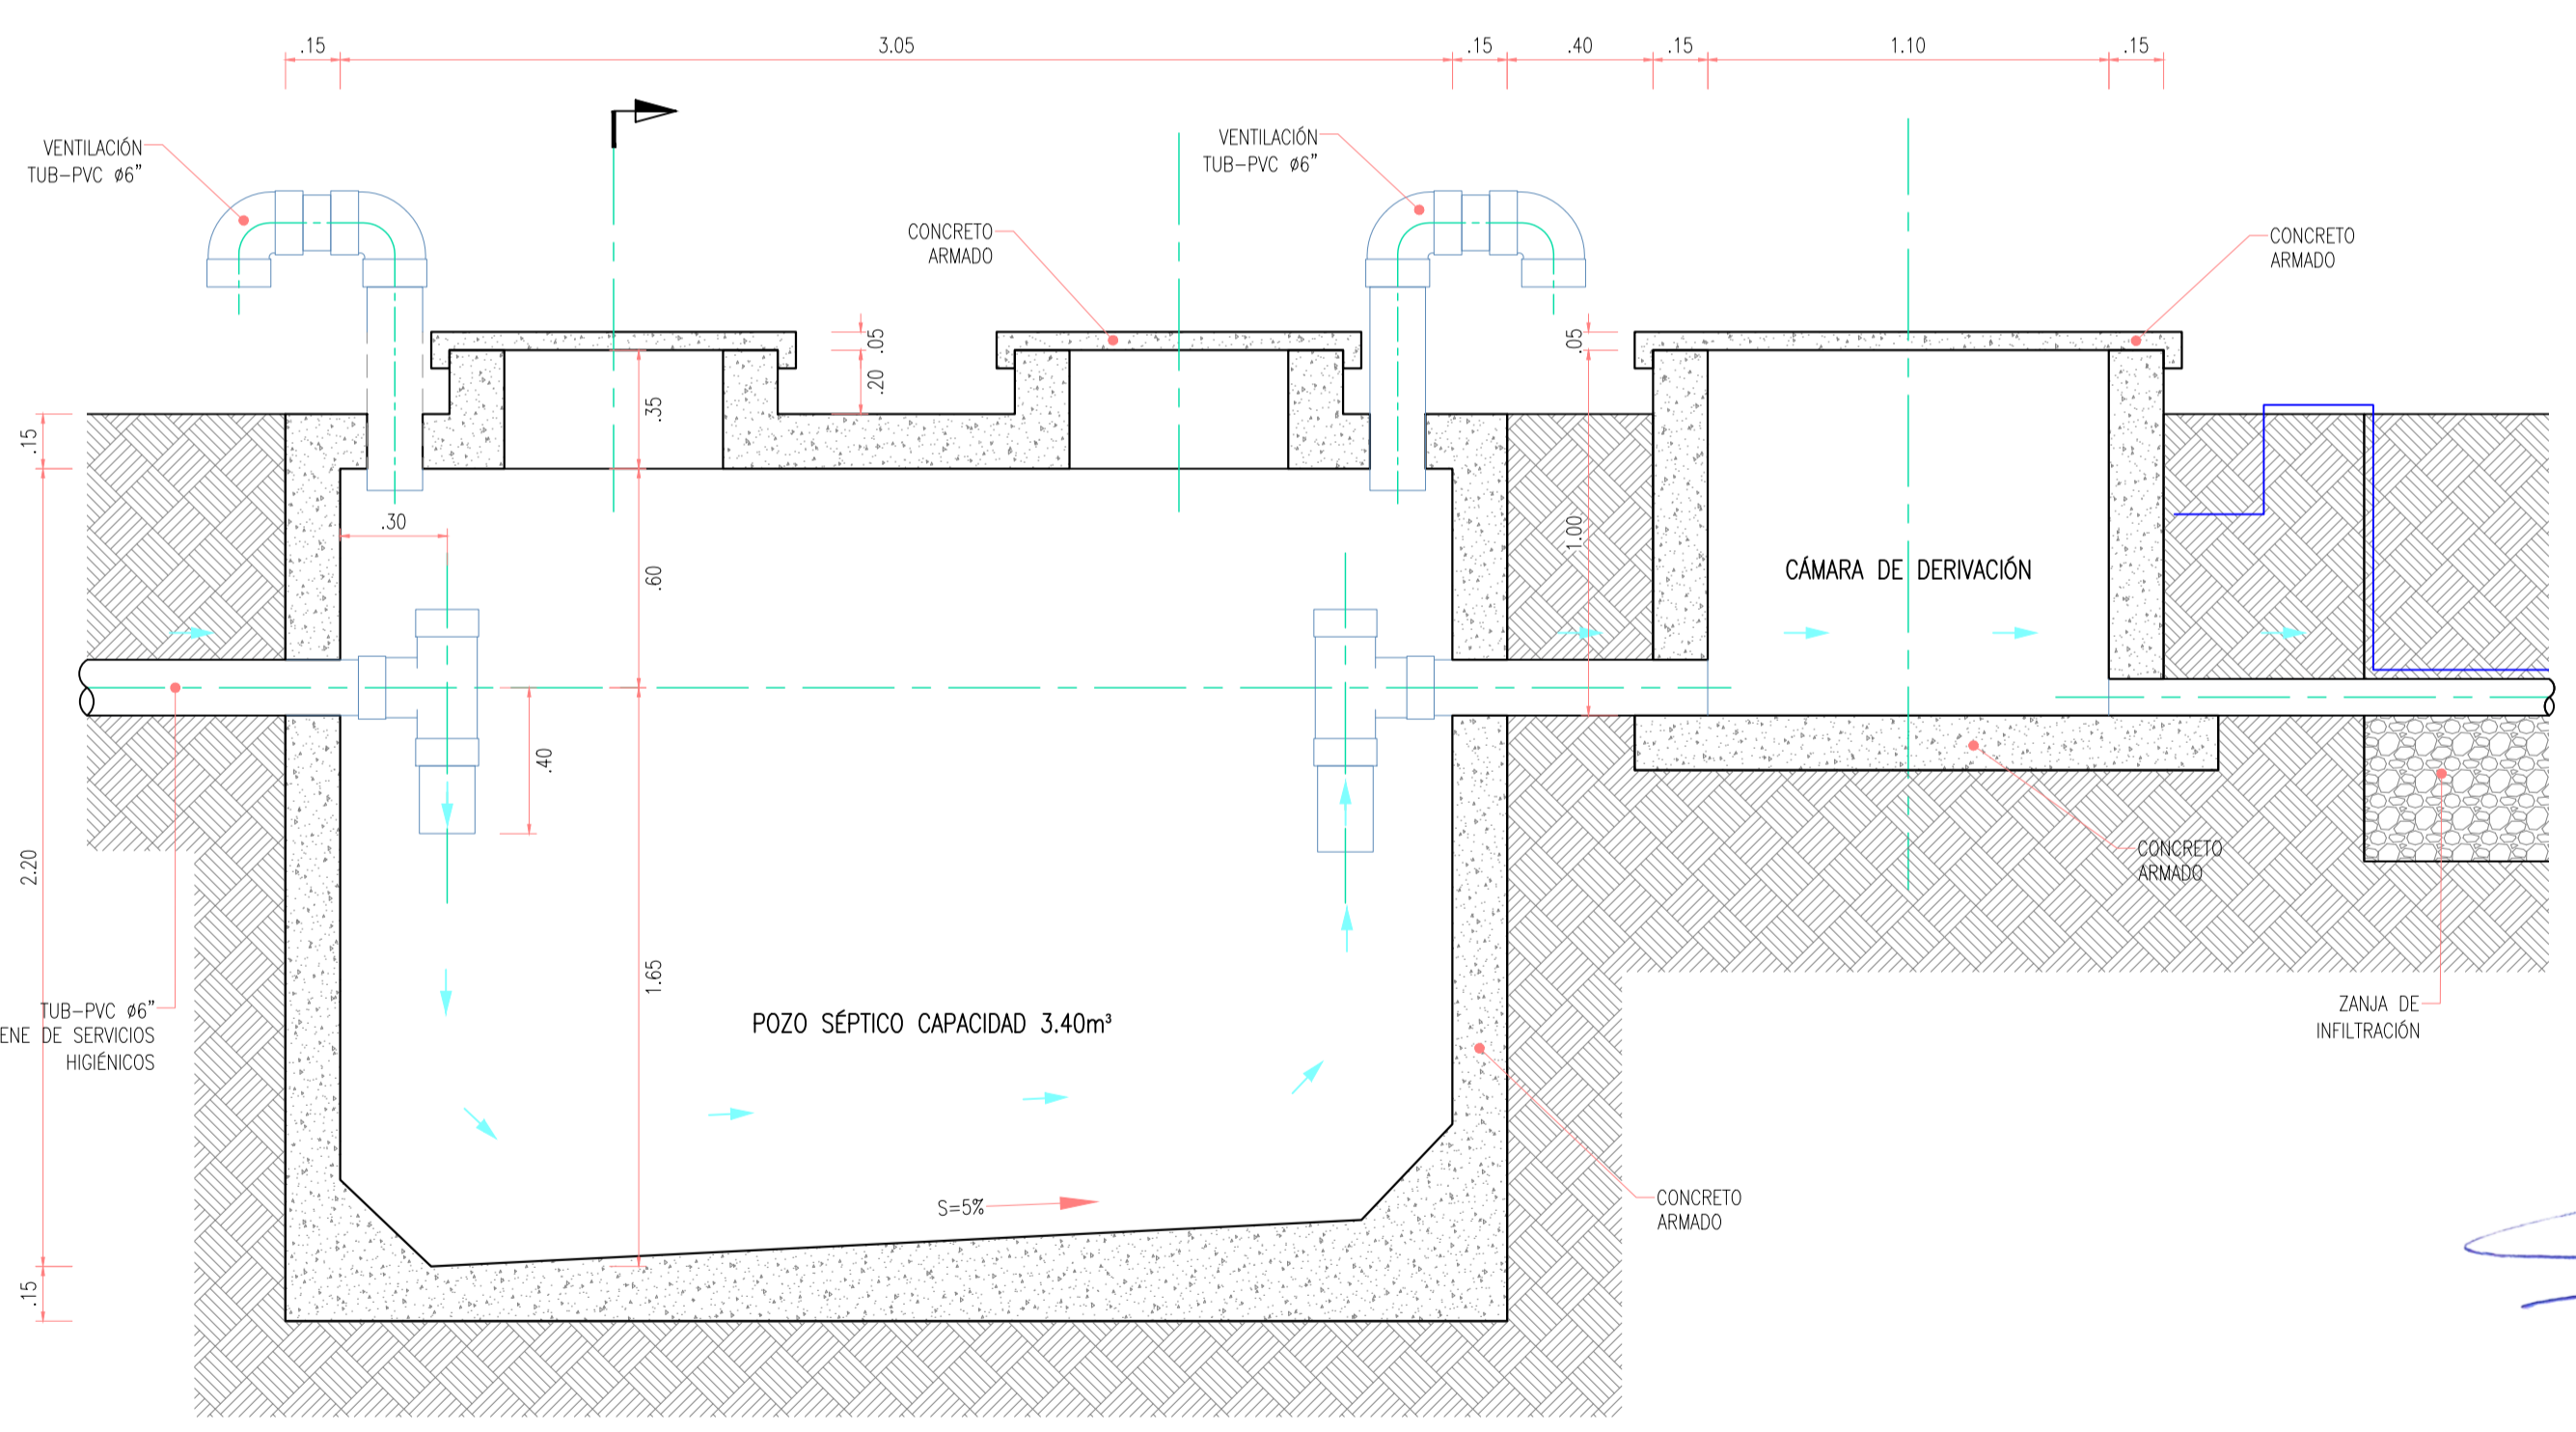 .15
3.05
.15
.40
.15
1.10
.15
VENTILACIÓN
TUB-PVC ø6"
VENTILACIÓN
TUB-PVC ø6"
CONCRETO
ARMADO
CONCRETO
ARMADO
.05
.20
.05
.35
.15
.30
.60
1.00
CÁMARA DE DERIVACIÓN
.40
2.20
1.65
CONCRETO
ARMADO
TUB-PVC ø6"
ENE DE SERVICIOS
HIGIÉNICOS
POZO SÉPTICO CAPACIDAD 3.40m³
ZANJA DE
INFILTRACIÓN
S=5%
CONCRETO
ARMADO
.15